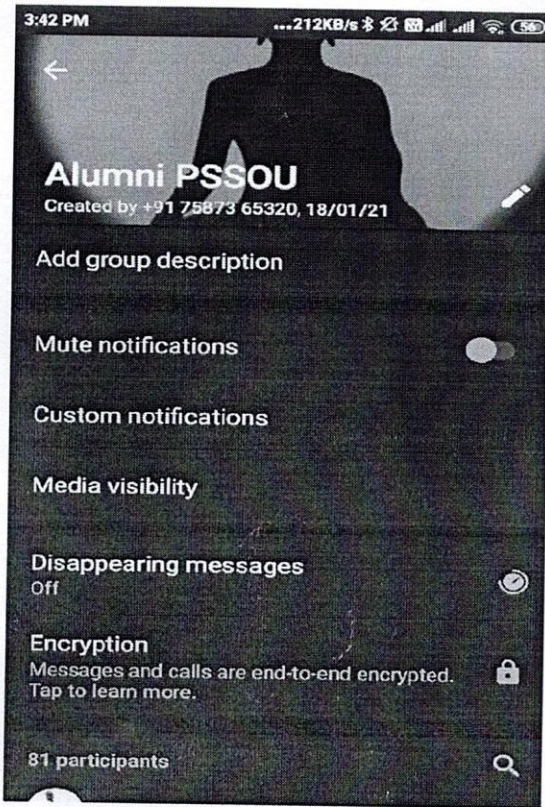 3:42 PM ...212KB/s 56
Alumni PSSOU
Created by +91 75873 65320, 18/01/21
Add group description
Mute notifications
Custom notifications
Media visibility
Disappearing messages
Off
Encryption
Messages and calls are end-to-end encrypted.
Tap to learn more.
81 participants